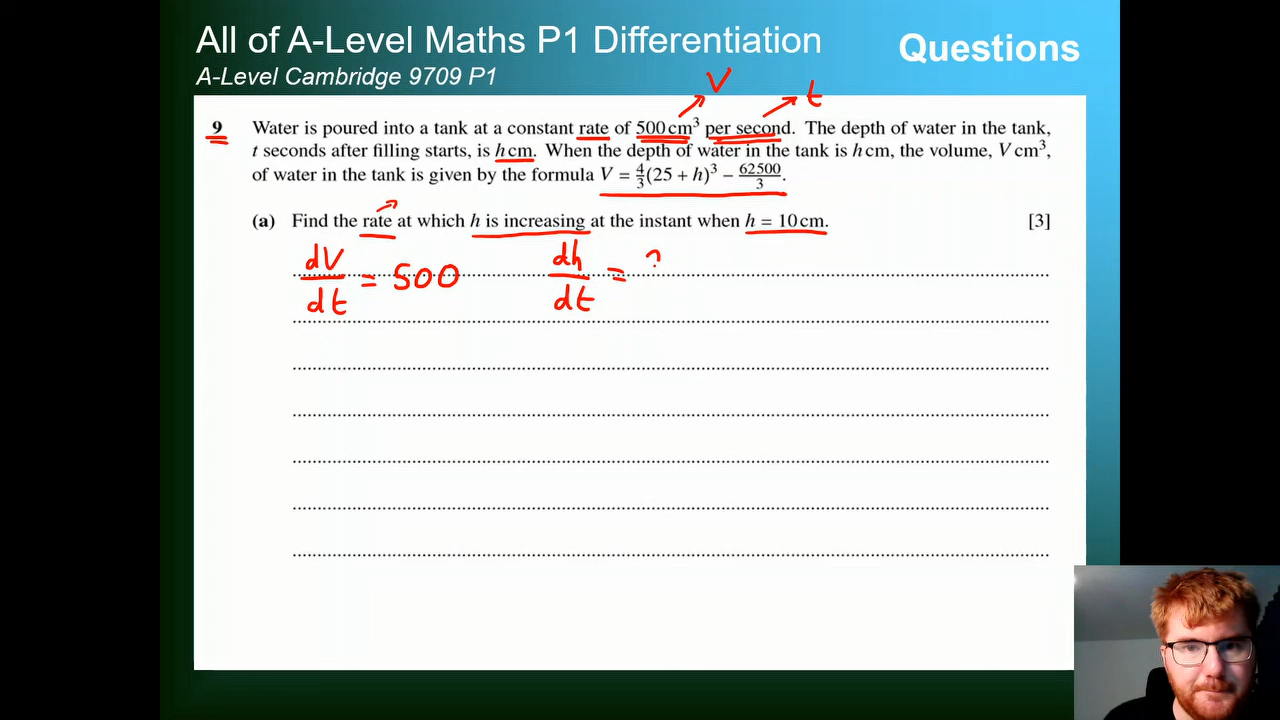 All of A-Level Maths P1 Differentiation
Questions
A-Level Cambridge 9709 P1
V
t
9 Water is poured into a tank at a constant rate of 500 cm³ per second. The depth of water in the tank,
t seconds after filling starts, is h cm. When the depth of water in the tank is h cm, the volume, V cm³,
of water in the tank is given by the formula V = 4/3(25 + h)³ − 62500/3.
(a) Find the rate at which h is increasing at the instant when h = 10 cm. [3]
dV/dt = 500 dh/dt = ?